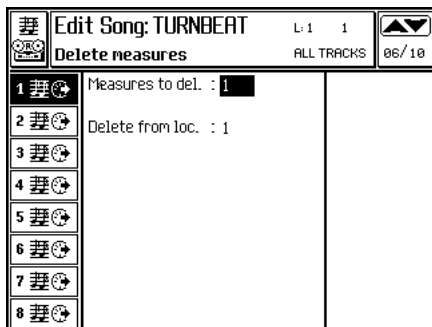 Edit Song: TURNBEAT
L: 1 1
Delete measures
ALL TRACKS
06/10
1
Measures to del. : 1
2
Delete from loc. : 1
3
4
5
6
7
8